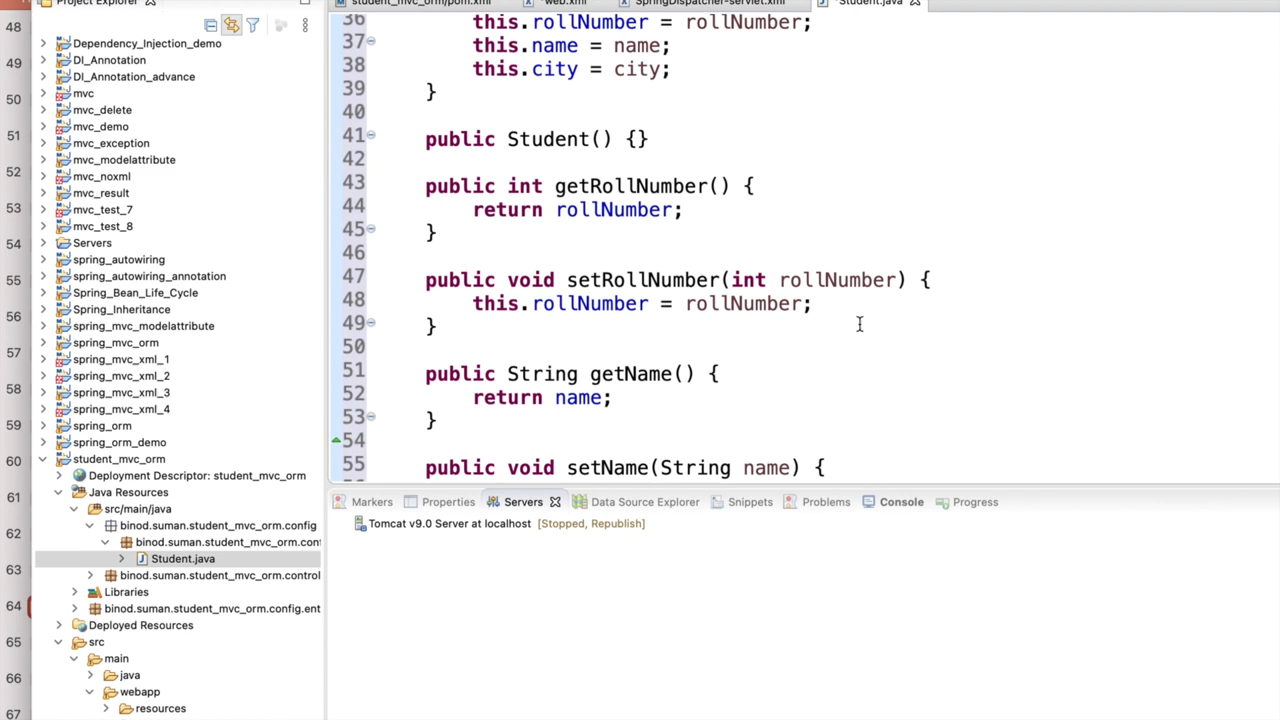 Project Explorer
student_mvc_orm/pom.xml
*web.xml
SpringDispatcher-servlet.xml
*Student.java
48
49
50
51
52
53
54
55
56
57
58
59
60
61
62
63
64
65
66
67
Dependency_Injection_demo
DI_Annotation
DI_Annotation_advance
mvc
mvc_delete
mvc_demo
mvc_exception
mvc_modelattribute
mvc_noxml
mvc_result
mvc_test_7
mvc_test_8
Servers
spring_autowiring
spring_autowiring_annotation
Spring_Bean_Life_Cycle
Spring_Inheritance
spring_mvc_modelattribute
spring_mvc_orm
spring_mvc_xml_1
spring_mvc_xml_2
spring_mvc_xml_3
spring_mvc_xml_4
spring_orm
spring_orm_demo
student_mvc_orm
Deployment Descriptor: student_mvc_orm
Java Resources
src/main/java
binod.suman.student_mvc_orm.config
binod.suman.student_mvc_orm.con
Student.java
binod.suman.student_mvc_orm.control
Libraries
binod.suman.student_mvc_orm.config.ent
Deployed Resources
src
main
java
webapp
resources
36 this.rollNumber = rollNumber;
37 this.name = name;
38 this.city = city;
39 }
40
41 public Student() {}
42
43 public int getRollNumber() {
44 return rollNumber;
45 }
46
47 public void setRollNumber(int rollNumber) {
48 this.rollNumber = rollNumber;
49 }
50
51 public String getName() {
52 return name;
53 }
54
55 public void setName(String name) {
Markers
Properties
Servers
Data Source Explorer
Snippets
Problems
Console
Progress
Tomcat v9.0 Server at localhost [Stopped, Republish]